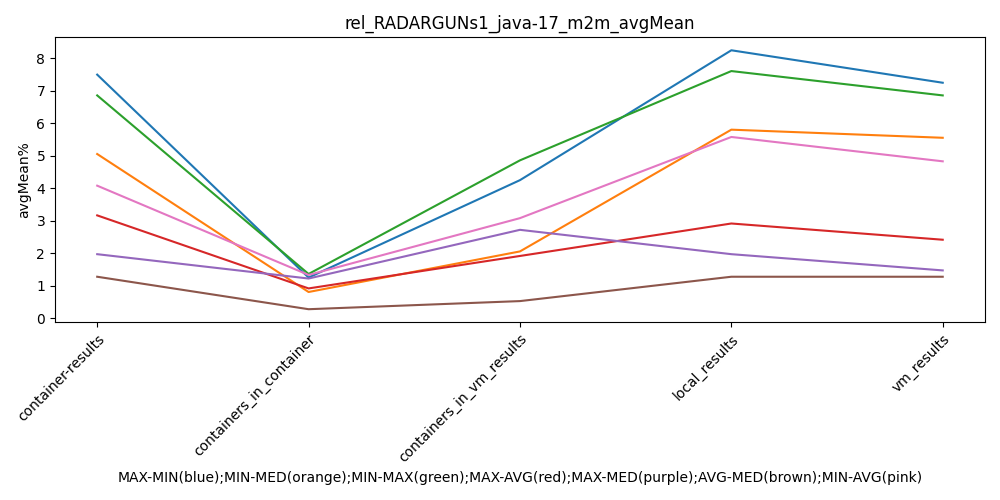 rel_RADARGUNs1_java-17_m2m_avgMean
avgMean%
8
7
6
5
4
3
2
1
0
container-results
containers_in_container
containers_in_vm_results
local_results
vm_results
MAX-MIN(blue);MIN-MED(orange);MIN-MAX(green);MAX-AVG(red);MAX-MED(purple);AVG-MED(brown);MIN-AVG(pink)